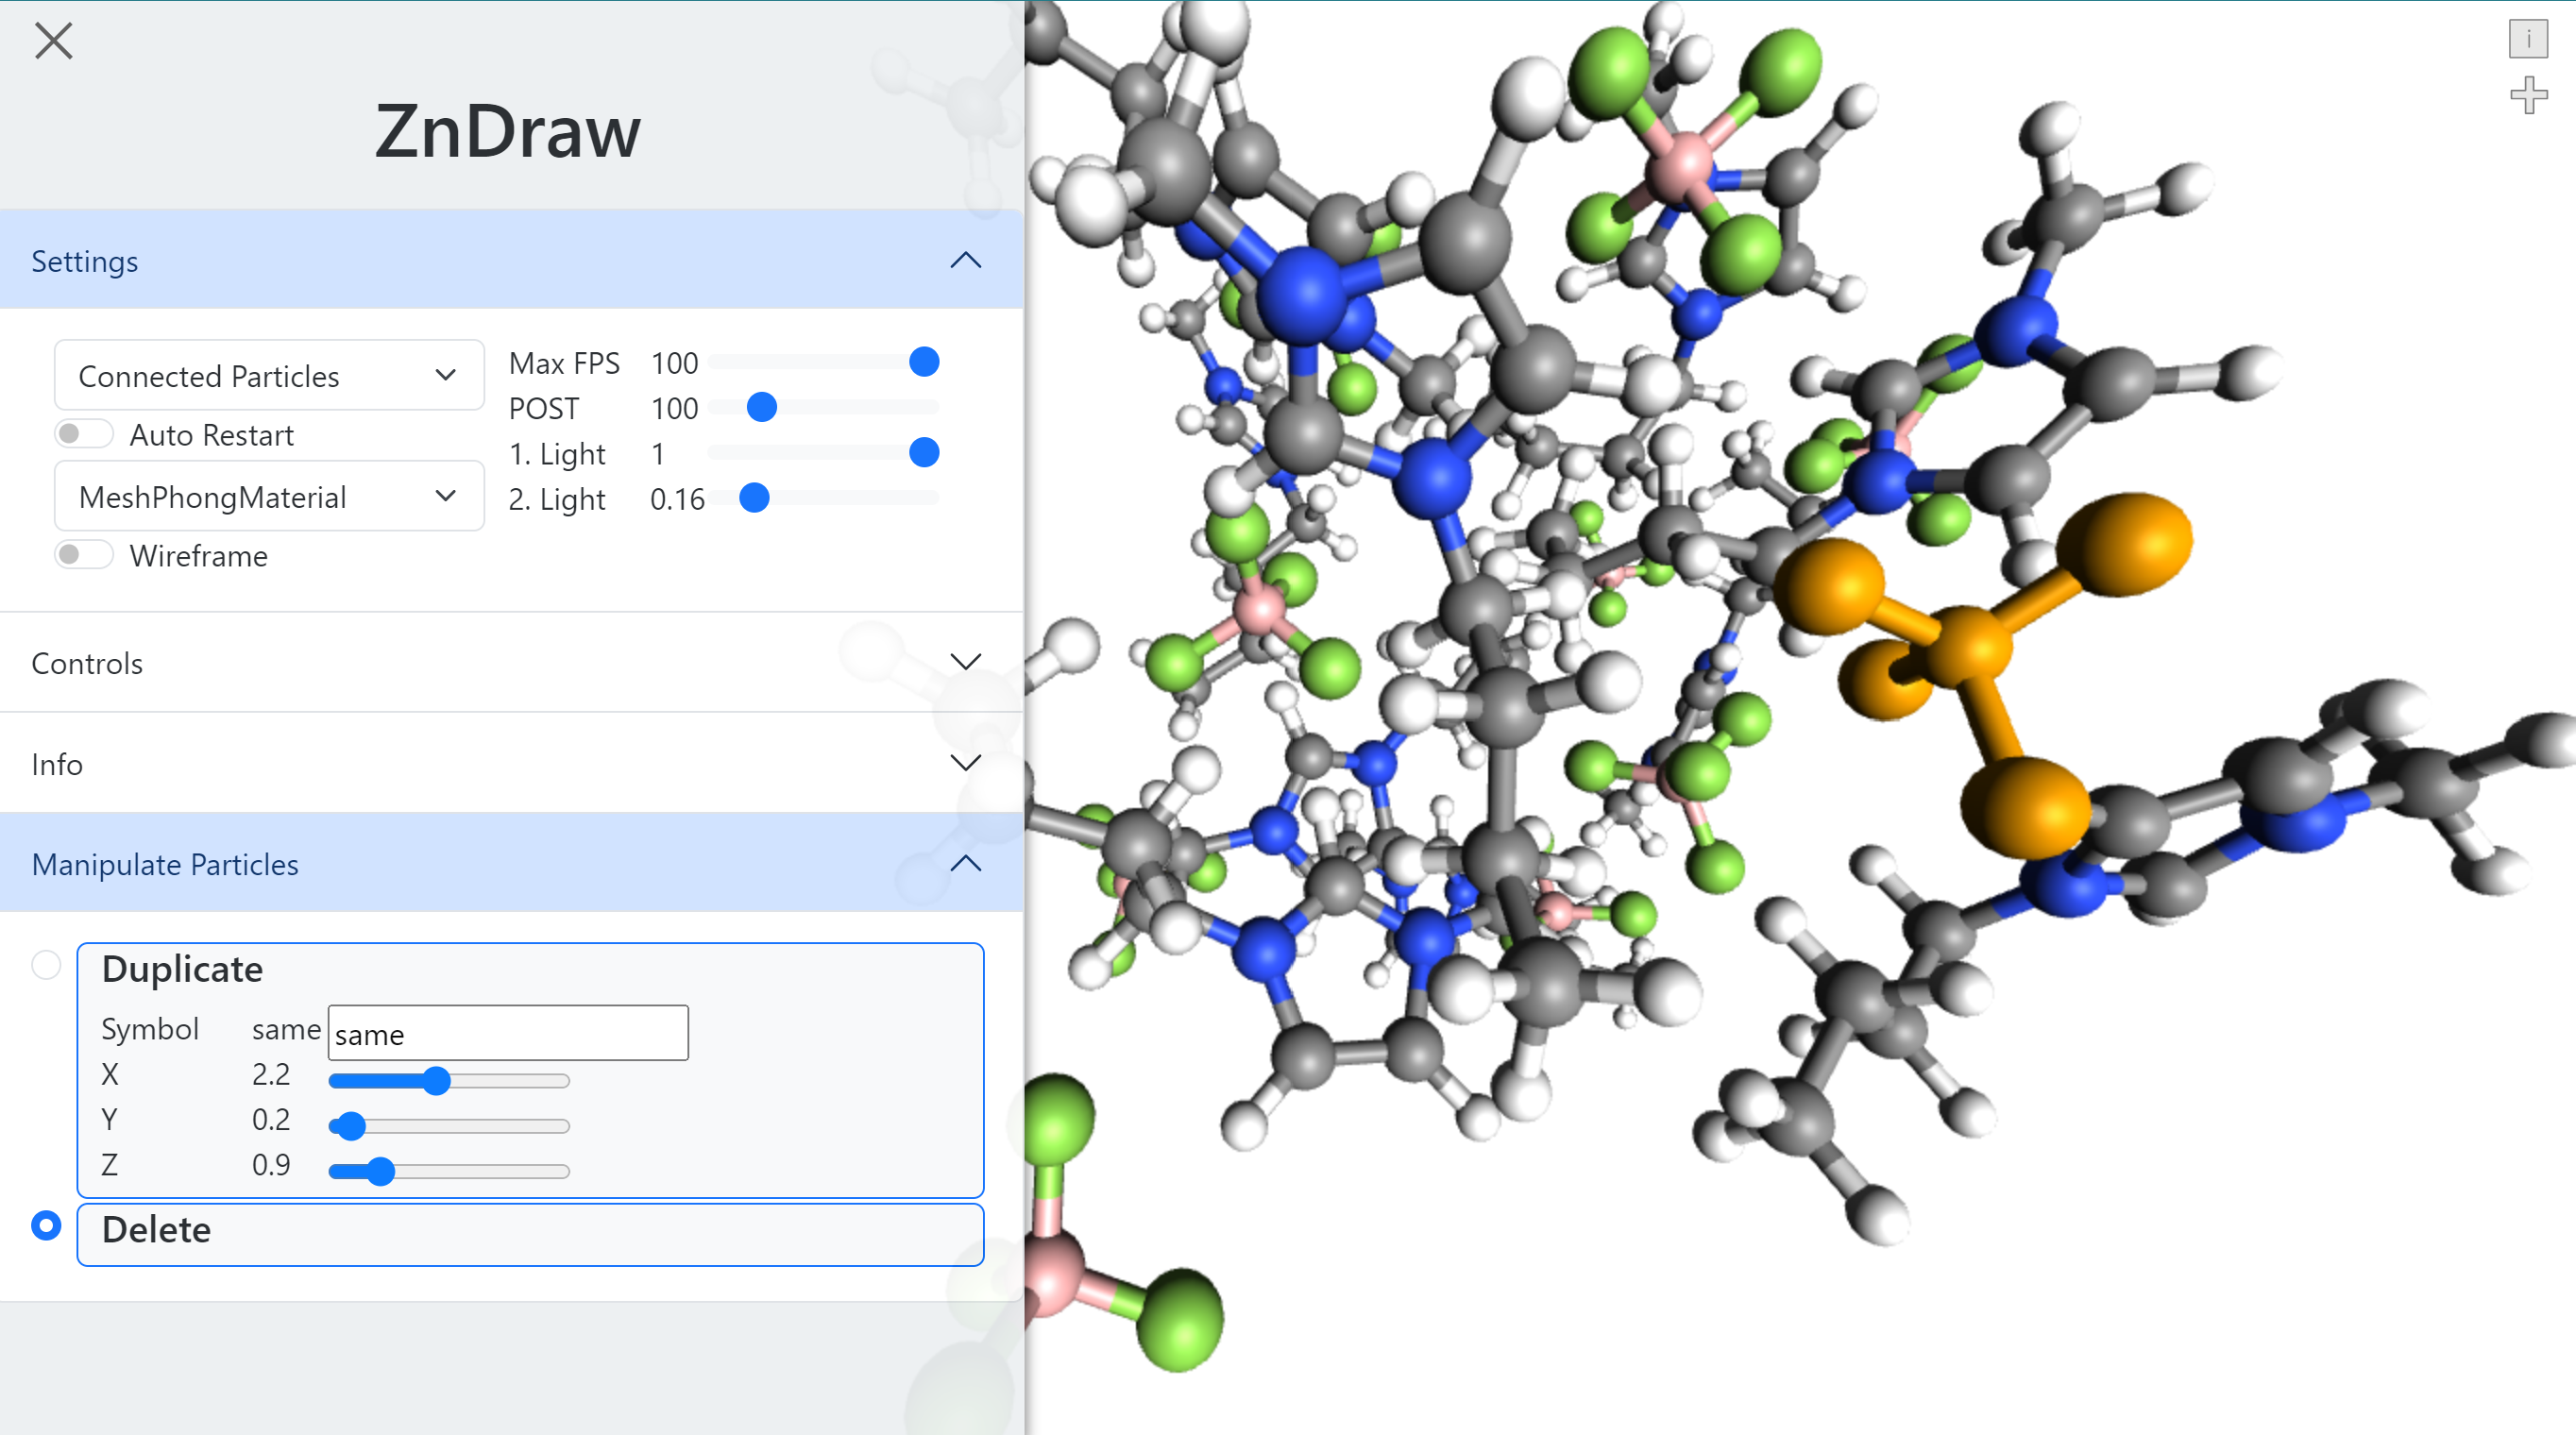 ZnDraw
Settings
Connected Particles
Auto Restart
MeshPhongMaterial
Wireframe
Max FPS 100
POST 100
1. Light 1
2. Light 0.16
Controls
Info
Manipulate Particles
Duplicate
Symbol same same
X 2.2
Y 0.2
Z 0.9
Delete
i